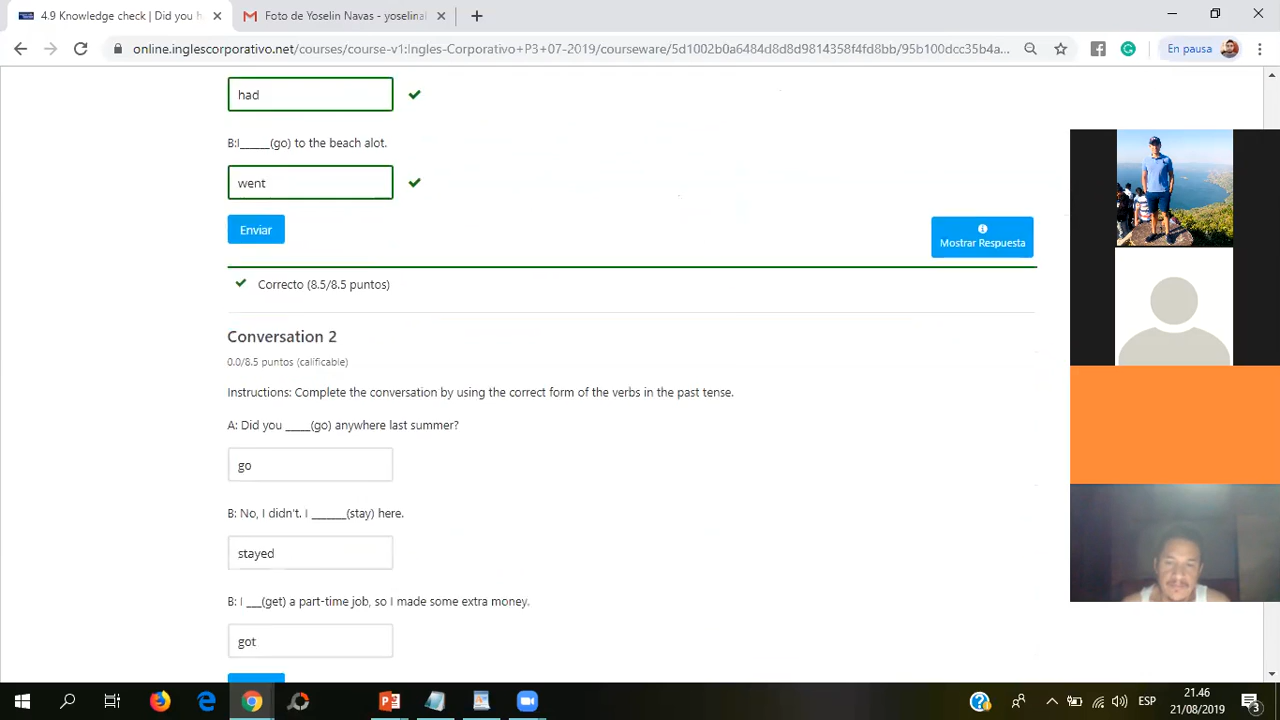 4.9 Knowledge check | Did you h
Foto de Yoselin Navas - yoselinal
online.inglescorporativo.net/courses/course-v1:Ingles-Corporativo+P3+07-2019/courseware/5d1002b0a6484d8d8d9814358f4fd8bb/95b100dcc35b4a...
En pausa
had
B:I_____(go) to the beach alot.
went
Enviar
Mostrar Respuesta
Correcto (8.5/8.5 puntos)
Conversation 2
0.0/8.5 puntos (calificable)
Instructions: Complete the conversation by using the correct form of the verbs in the past tense.
A: Did you ____(go) anywhere last summer?
go
B: No, I didn't. I ______(stay) here.
stayed
B: I ___(get) a part-time job, so I made some extra money.
got
ESP
21.46
21/08/2019
3